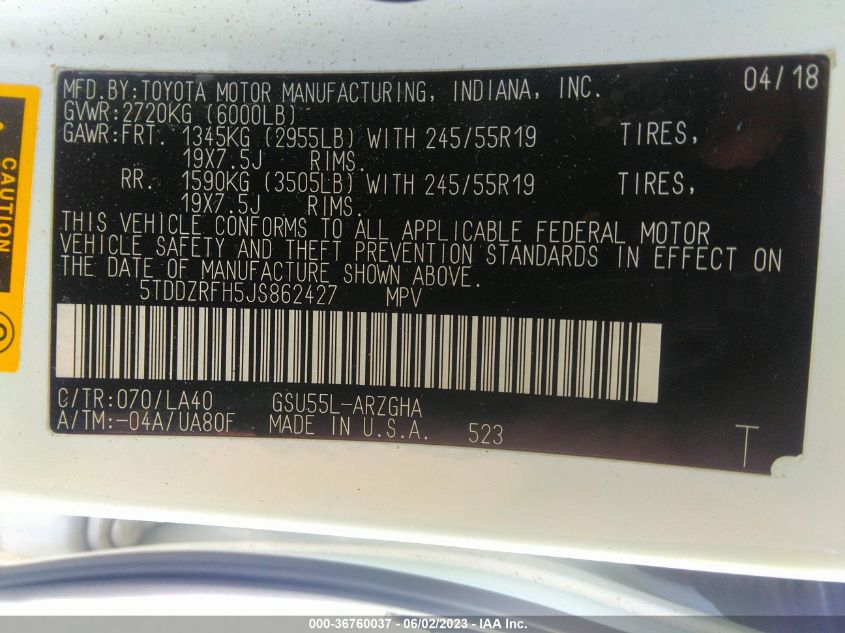 MFD.BY:TOYOTA MOTOR MANUFACTURING, INDIANA, INC. 04/18
GVWR:2720KG (6000LB)
GAWR:FRT. 1345KG (2955LB) WITH 245/55R19 TIRES,
19X7.5J RIMS.
RR. 1590KG (3505LB) WITH 245/55R19 TIRES,
19X7.5J RIMS.
THIS VEHICLE CONFORMS TO ALL APPLICABLE FEDERAL MOTOR
VEHICLE SAFETY AND THEFT PREVENTION STANDARDS IN EFFECT ON
THE DATE OF MANUFACTURE SHOWN ABOVE.
5TDDZRFH5JS862427 MPV
C/TR:070/LA40 GSU55L-ARZGHA
A/TM:-04A/UA80F MADE IN U.S.A. 523
T
CAUTION
000-36760037 - 06/02/2023 - © IAA Inc.